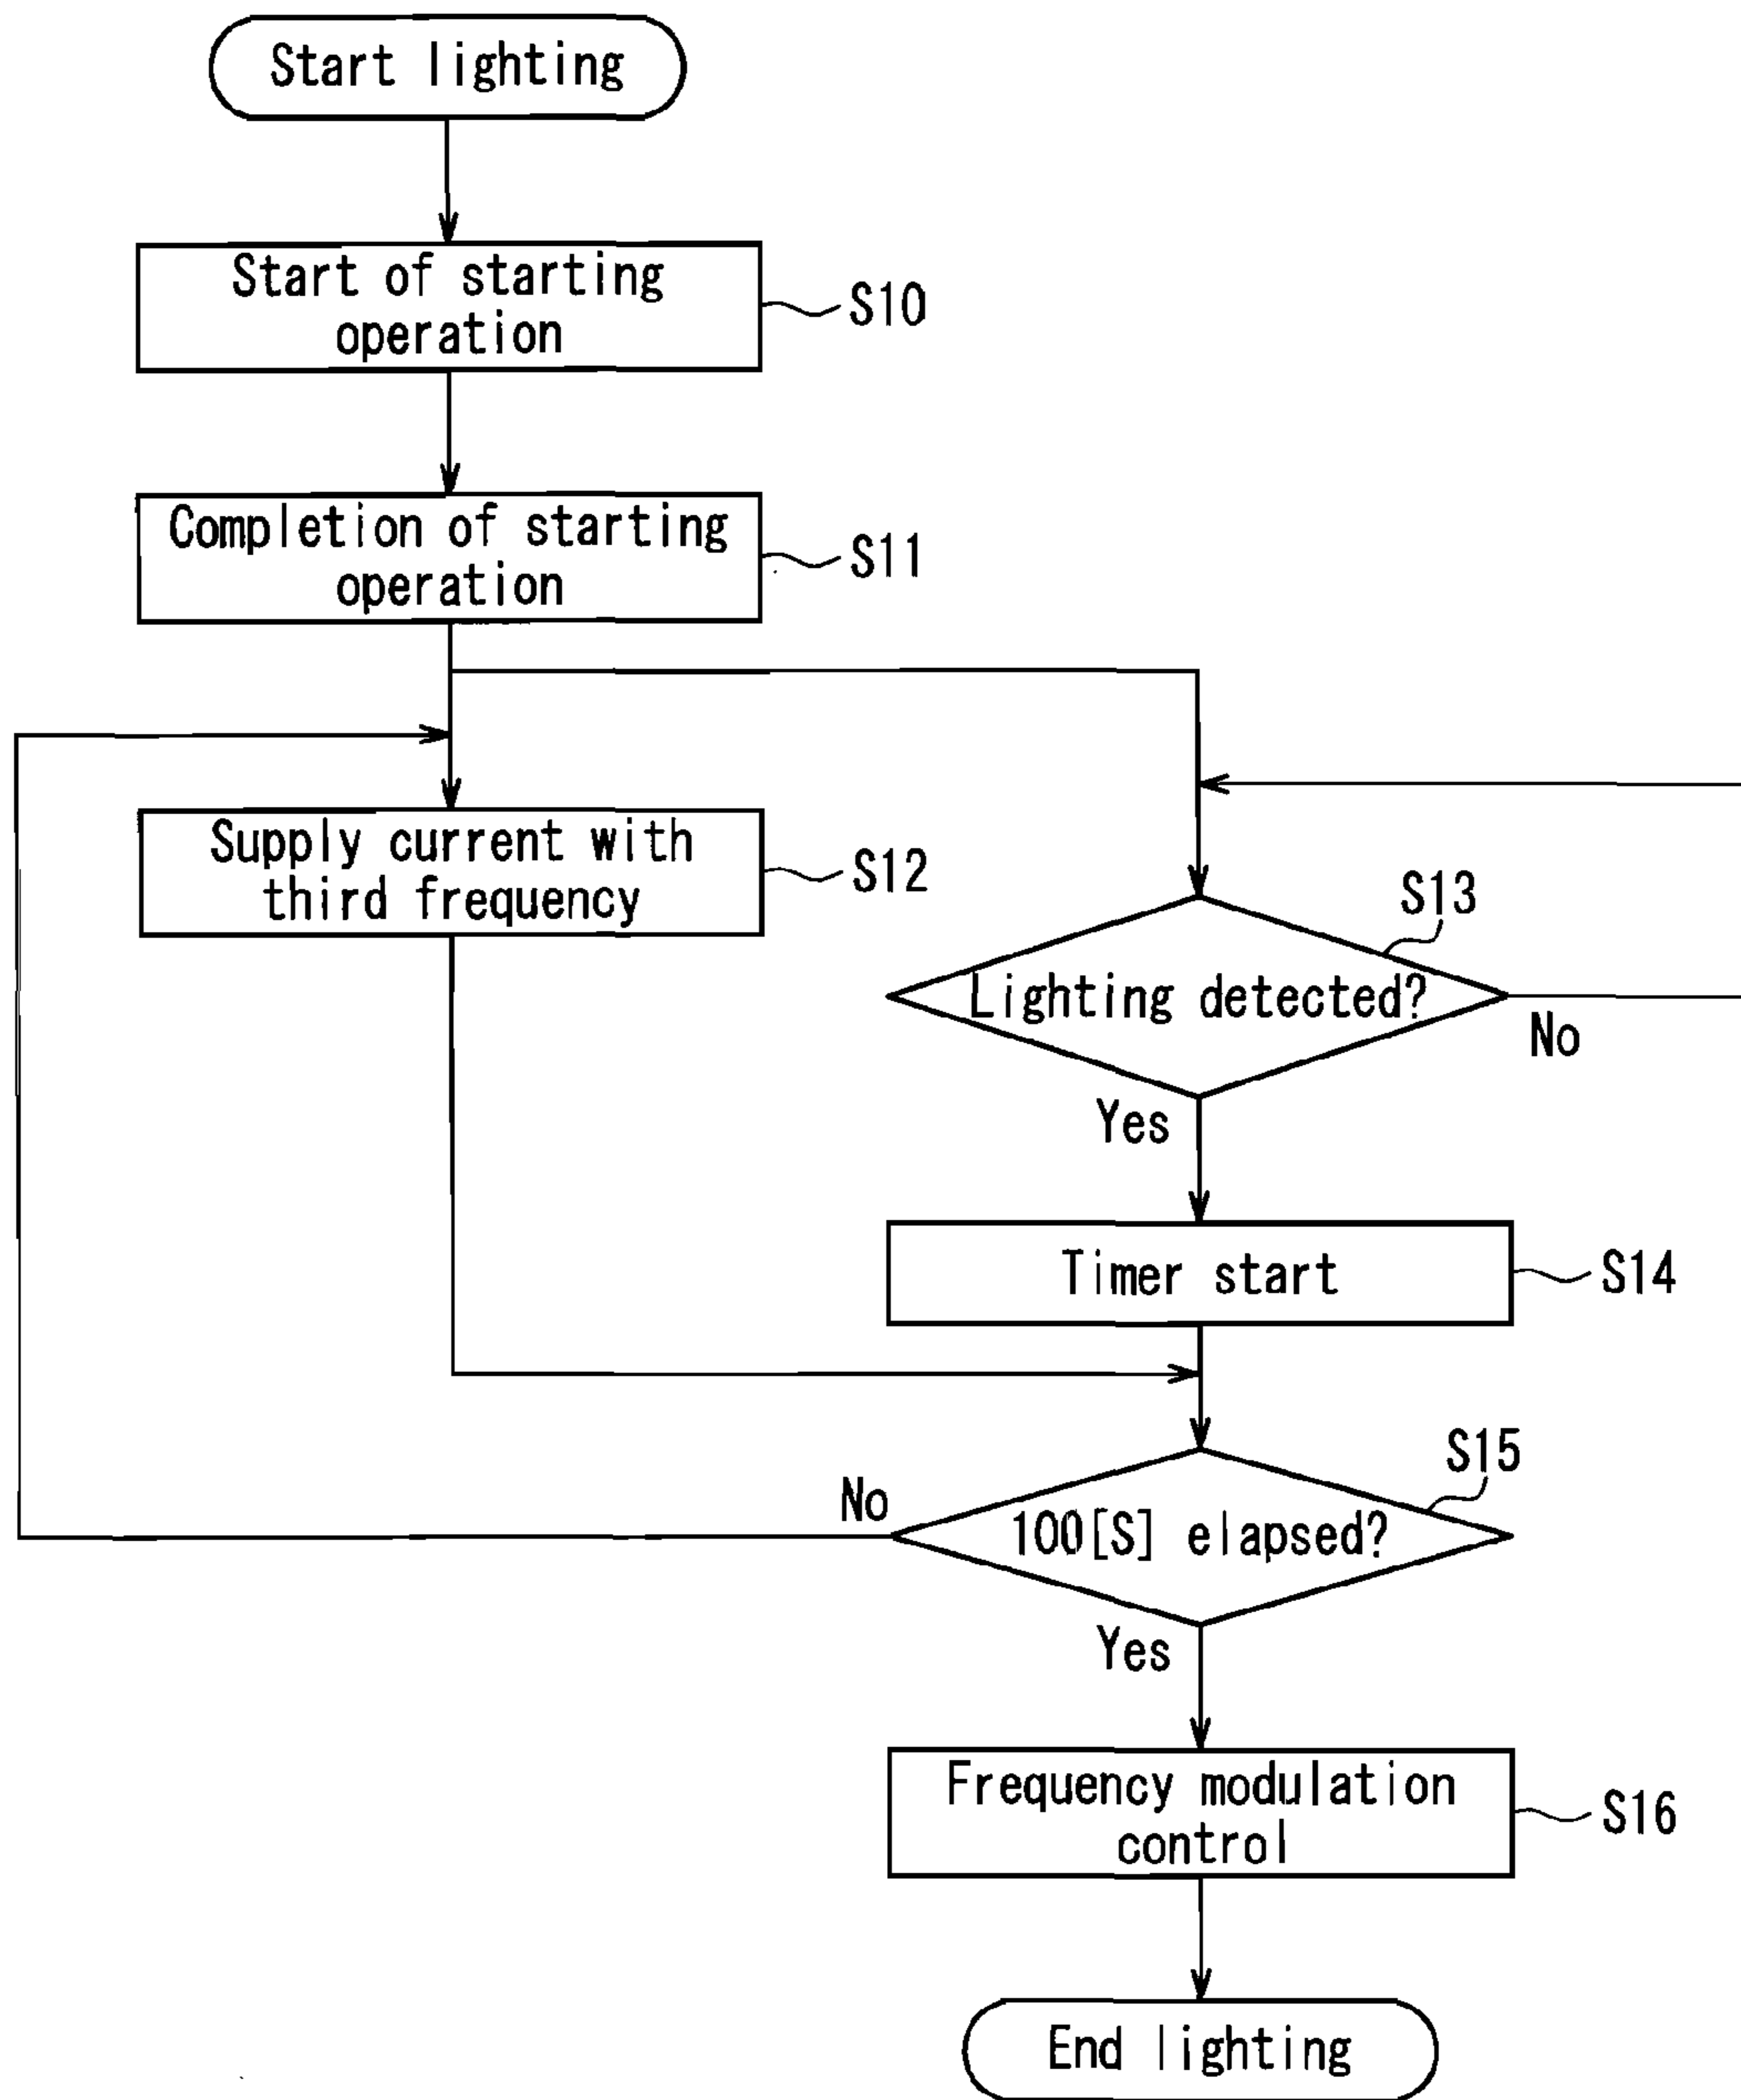 Start lighting
Start of starting
operation
S10
Completion of starting
operation
S11
Supply current with
third frequency
S12
S13
Lighting detected?
No
Yes
Timer start
S14
S15
No
100[S] elapsed?
Yes
Frequency modulation
control
S16
End lighting